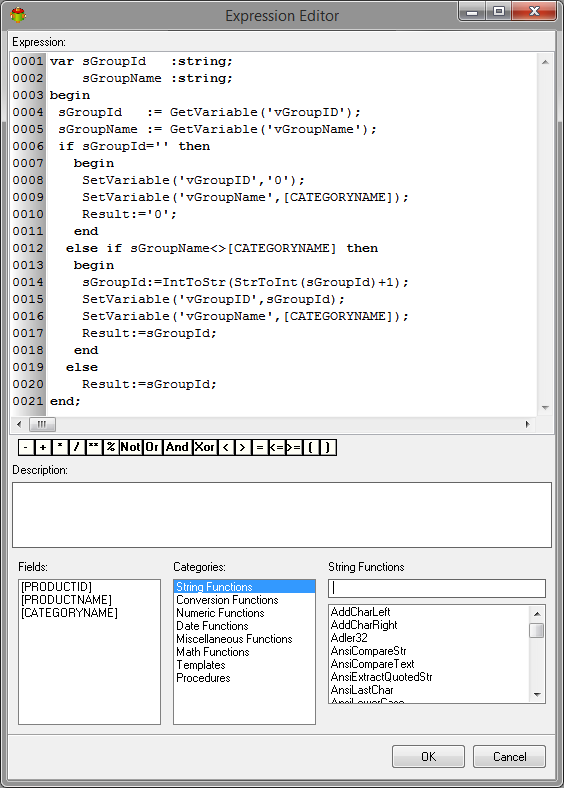 Expression Editor
Expression:
0001 var sGroupId   :string;
0002     sGroupName :string;
0003 begin
0004  sGroupId   := GetVariable('vGroupID');
0005  sGroupName := GetVariable('vGroupName');
0006  if sGroupId='' then
0007    begin
0008     SetVariable('vGroupID','0');
0009     SetVariable('vGroupName',[CATEGORYNAME]);
0010     Result:='0';
0011    end
0012   else if sGroupName<>[CATEGORYNAME] then
0013    begin
0014     sGroupId:=IntToStr(StrToInt(sGroupId)+1);
0015     SetVariable('vGroupID',sGroupId);
0016     SetVariable('vGroupName',[CATEGORYNAME]);
0017     Result:=sGroupId;
0018    end
0019   else
0020     Result:=sGroupId;
0021 end;
- + * / ** % Not Or And Xor < > = <= >= ( )
Description:
Fields:
[PRODUCTID]
[PRODUCTNAME]
[CATEGORYNAME]
Categories:
String Functions
Conversion Functions
Numeric Functions
Date Functions
Miscellaneous Functions
Math Functions
Templates
Procedures
String Functions
AddCharLeft
AddCharRight
Adler32
AnsiCompareStr
AnsiCompareText
AnsiExtractQuotedStr
AnsiLastChar
AnsiLowerCase
OK
Cancel